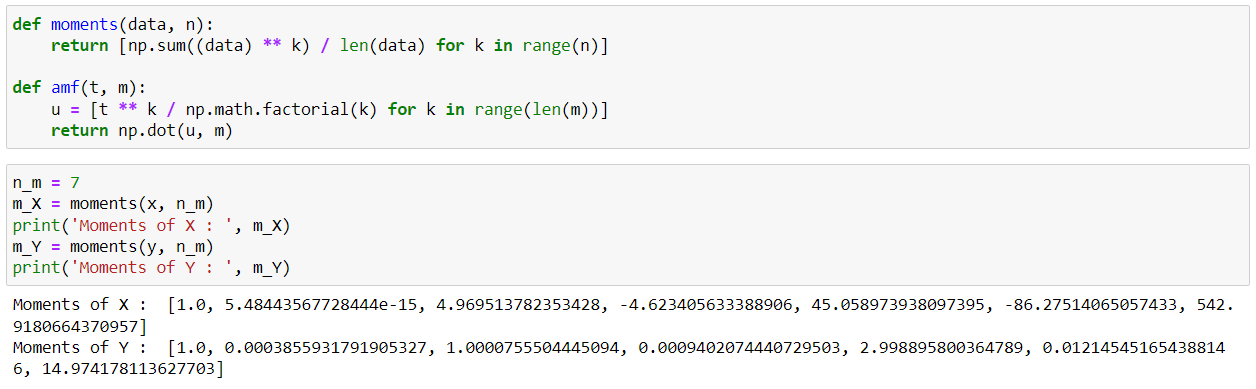 def moments(data, n):
    return [np.sum((data) ** k) / len(data) for k in range(n)]
def amf(t, m):
    u = [t ** k / np.math.factorial(k) for k in range(len(m))]
    return np.dot(u, m)
n_m = 7
m_X = moments(x, n_m)
print('Moments of X : ', m_X)
m_Y = moments(y, n_m)
print('Moments of Y : ', m_Y)
Moments of X :  [1.0, 5.48443567728444e-15, 4.969513782353428, -4.623405633388906, 45.058973938097395, -86.27514065057433, 542.
9180664370957]
Moments of Y :  [1.0, 0.0003855931791905327, 1.0000755504445094, 0.0009402074440729503, 2.998895800364789, 0.01214545165438814
6, 14.974178113627703]